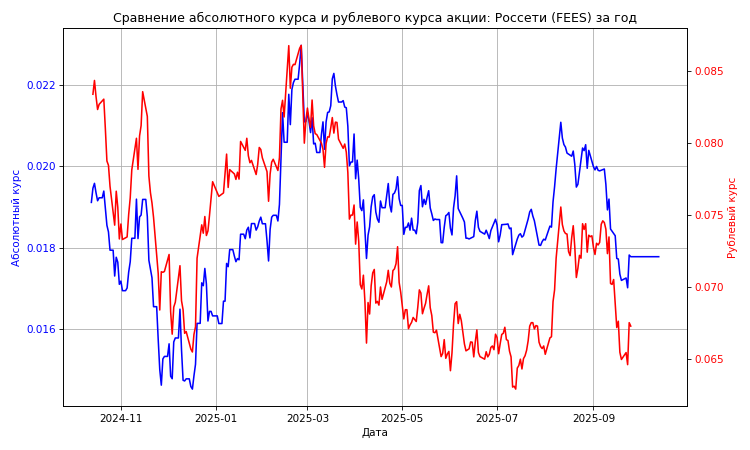 Сравнение абсолютного курса и рублевого курса акции: Россети (FEES) за год
0.022
0.020
0.018
0.016
Абсолютный курс
0.085
0.080
0.075
0.070
0.065
Рублевый курс
2024-11 2025-01 2025-03 2025-05 2025-07 2025-09
Дата